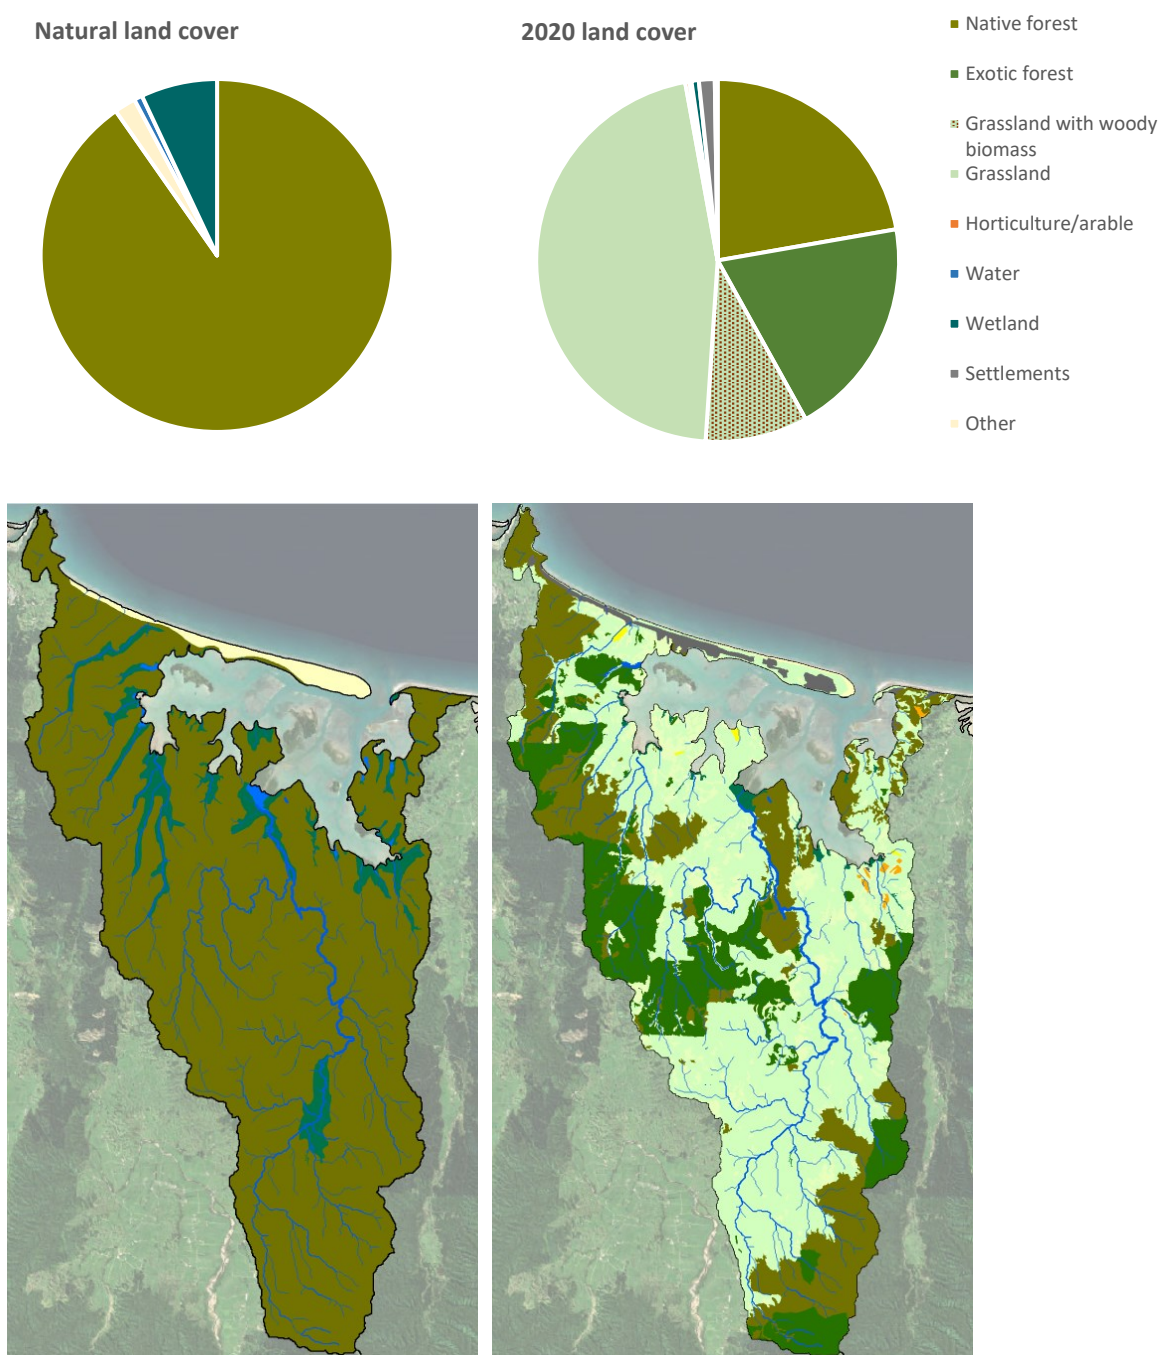 Natural land cover
2020 land cover
Native forest
Exotic forest
Grassland with woody
biomass
Grassland
Horticulture/arable
Water
Wetland
Settlements
Other